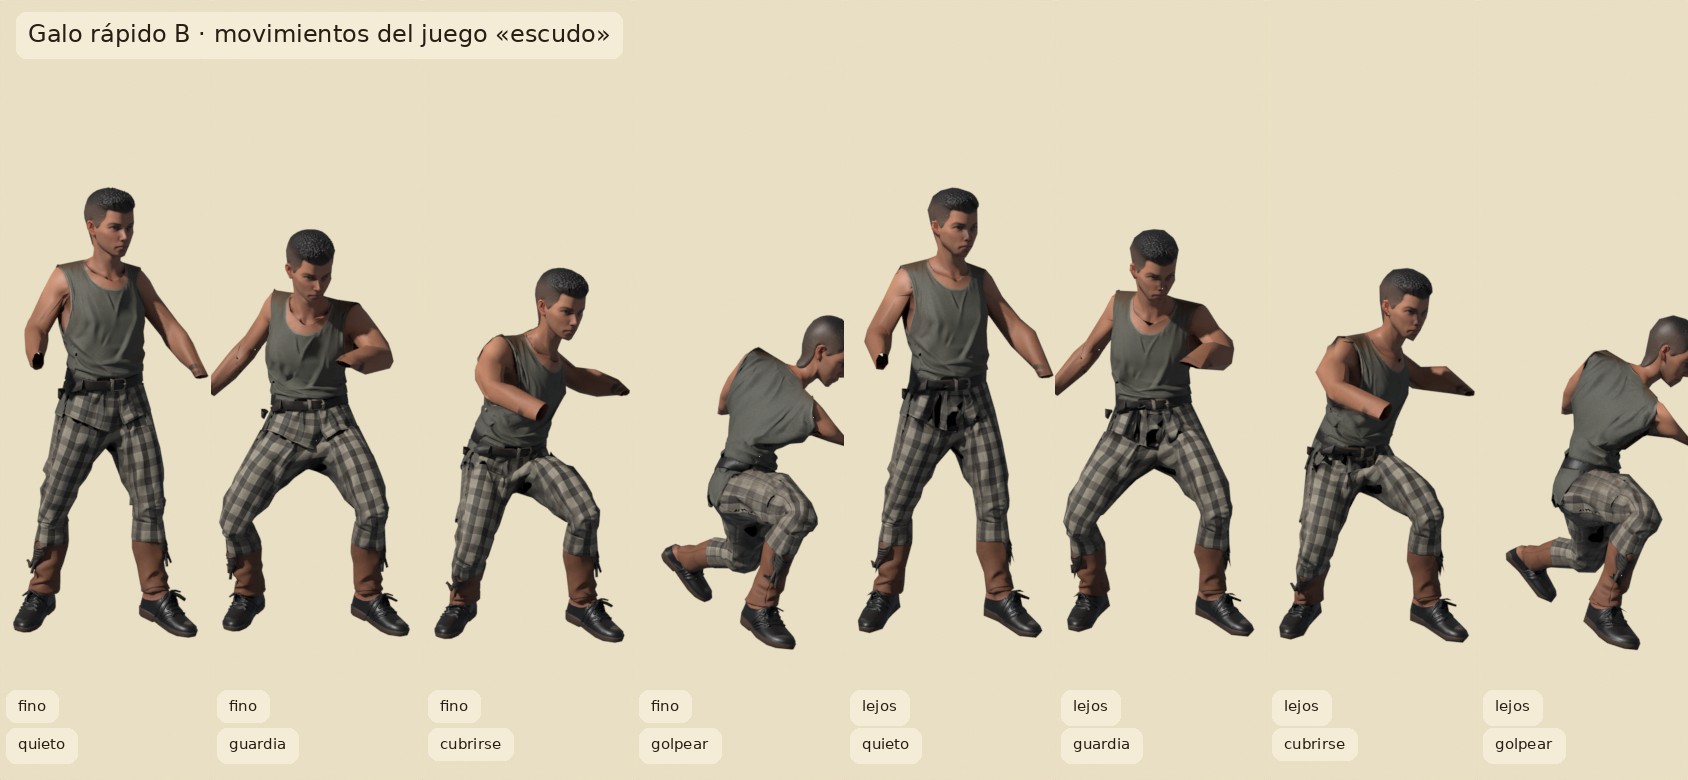 Galo rápido B · movimientos del juego «escudo»
fino
quieto
fino
guardia
fino
cubrirse
fino
golpear
lejos
quieto
lejos
guardia
lejos
cubrirse
lejos
golpear